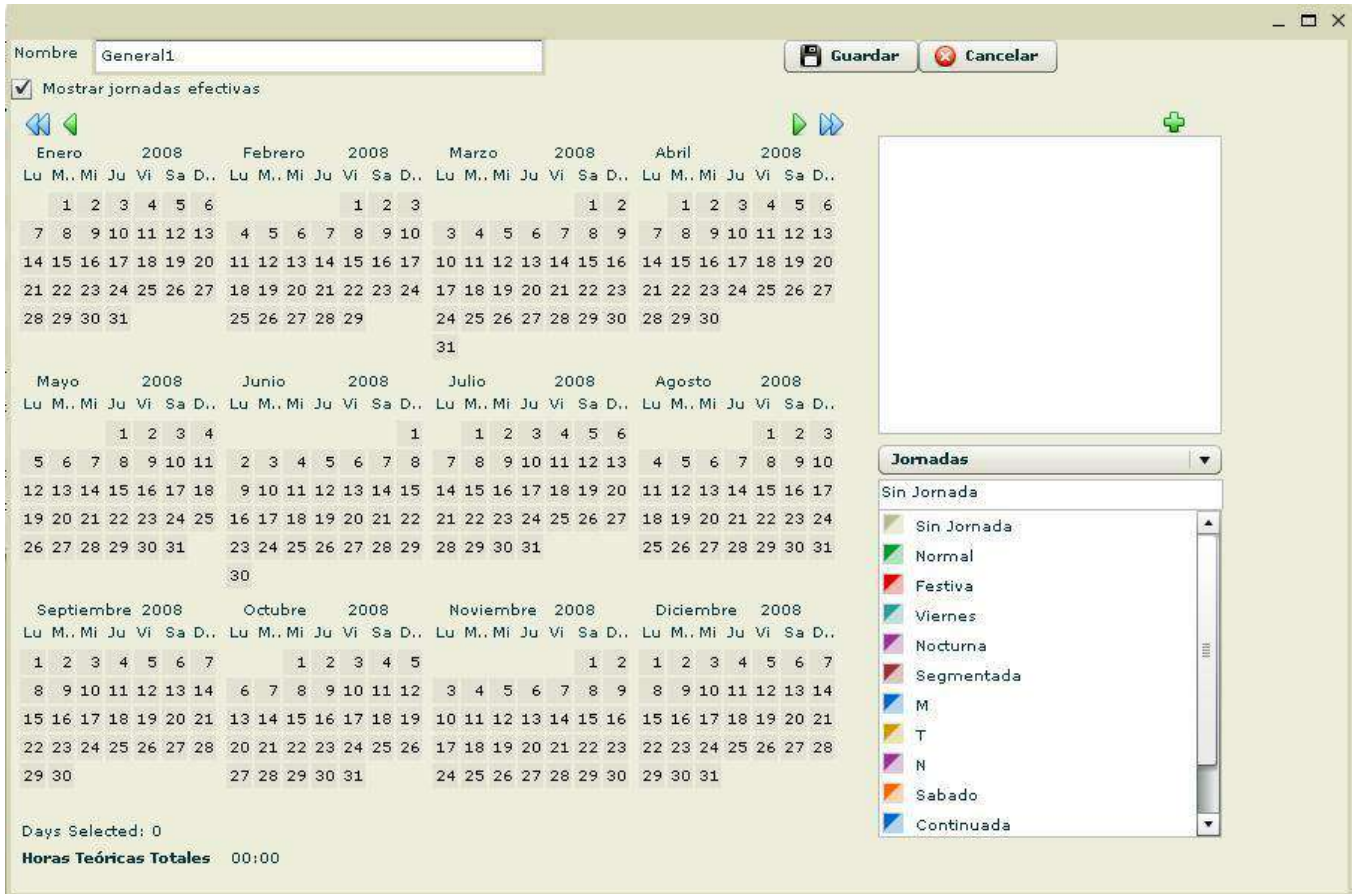 Nombre General1 Guardar Cancelar
Mostrar jornadas efectivas
Enero 2008 Febrero 2008 Marzo 2008 Abril 2008
Lu M.. Mi Ju Vi Sa D.. Lu M.. Mi Ju Vi Sa D.. Lu M.. Mi Ju Vi Sa D.. Lu M.. Mi Ju Vi Sa D..
1 2 3 4 5 6 1 2 3 1 2 1 2 3 4 5 6
7 8 9 10 11 12 13 4 5 6 7 8 9 10 3 4 5 6 7 8 9 7 8 9 10 11 12 13
14 15 16 17 18 19 20 11 12 13 14 15 16 17 10 11 12 13 14 15 16 14 15 16 17 18 19 20
21 22 23 24 25 26 27 18 19 20 21 22 23 24 17 18 19 20 21 22 23 21 22 23 24 25 26 27
28 29 30 31 25 26 27 28 29 24 25 26 27 28 29 30 28 29 30
31
Mayo 2008 Junio 2008 Julio 2008 Agosto 2008
Lu M.. Mi Ju Vi Sa D.. Lu M.. Mi Ju Vi Sa D.. Lu M.. Mi Ju Vi Sa D.. Lu M.. Mi Ju Vi Sa D..
1 2 3 4 1 1 2 3 4 5 6 1 2 3
5 6 7 8 9 10 11 2 3 4 5 6 7 8 7 8 9 10 11 12 13 4 5 6 7 8 9 10
12 13 14 15 16 17 18 9 10 11 12 13 14 15 14 15 16 17 18 19 20 11 12 13 14 15 16 17
19 20 21 22 23 24 25 16 17 18 19 20 21 22 21 22 23 24 25 26 27 18 19 20 21 22 23 24
26 27 28 29 30 31 23 24 25 26 27 28 29 28 29 30 31 25 26 27 28 29 30 31
30
Septiembre 2008 Octubre 2008 Noviembre 2008 Diciembre 2008
Lu M.. Mi Ju Vi Sa D.. Lu M.. Mi Ju Vi Sa D.. Lu M.. Mi Ju Vi Sa D.. Lu M.. Mi Ju Vi Sa D..
1 2 3 4 5 6 7 1 2 3 4 5 1 2 1 2 3 4 5 6 7
8 9 10 11 12 13 14 6 7 8 9 10 11 12 3 4 5 6 7 8 9 8 9 10 11 12 13 14
15 16 17 18 19 20 21 13 14 15 16 17 18 19 10 11 12 13 14 15 16 15 16 17 18 19 20 21
22 23 24 25 26 27 28 20 21 22 23 24 25 26 17 18 19 20 21 22 23 22 23 24 25 26 27 28
29 30 27 28 29 30 31 24 25 26 27 28 29 30 29 30 31
Days Selected: 0
Horas Teóricas Totales 00:00
Jornadas
Sin Jornada
Sin Jornada
Normal
Festiva
Viernes
Nocturna
Segmentada
M
T
N
Sabado
Continuada